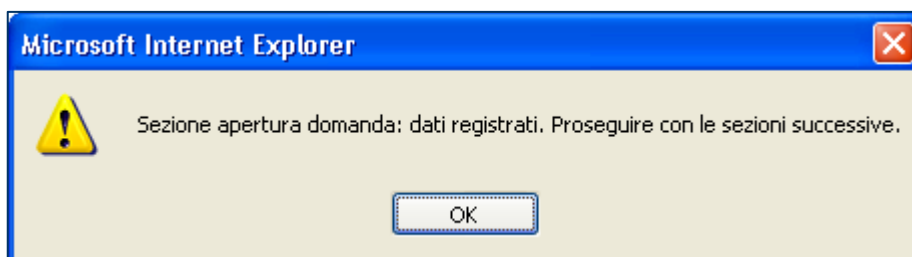 Microsoft Internet Explorer
Sezione apertura domanda: dati registrati. Proseguire con le sezioni successive.
OK